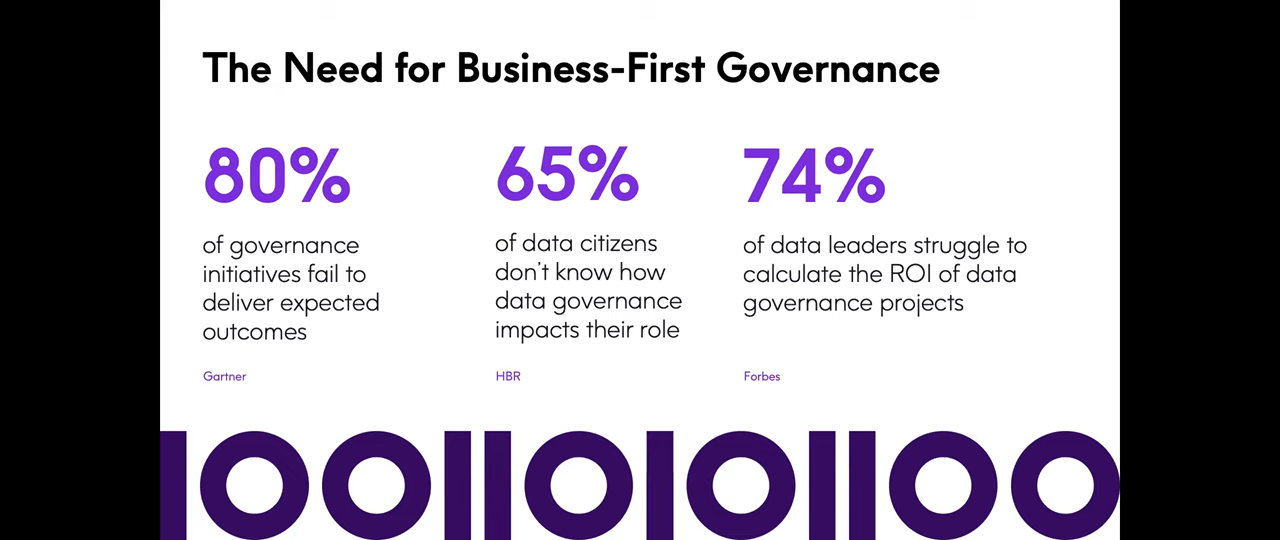 The Need for Business-First Governance
80%
of governance
initiatives fail to
deliver expected
outcomes
Gartner
65%
of data citizens
don't know how
data governance
impacts their role
HBR
74%
of data leaders struggle to
calculate the ROI of data
governance projects
Forbes